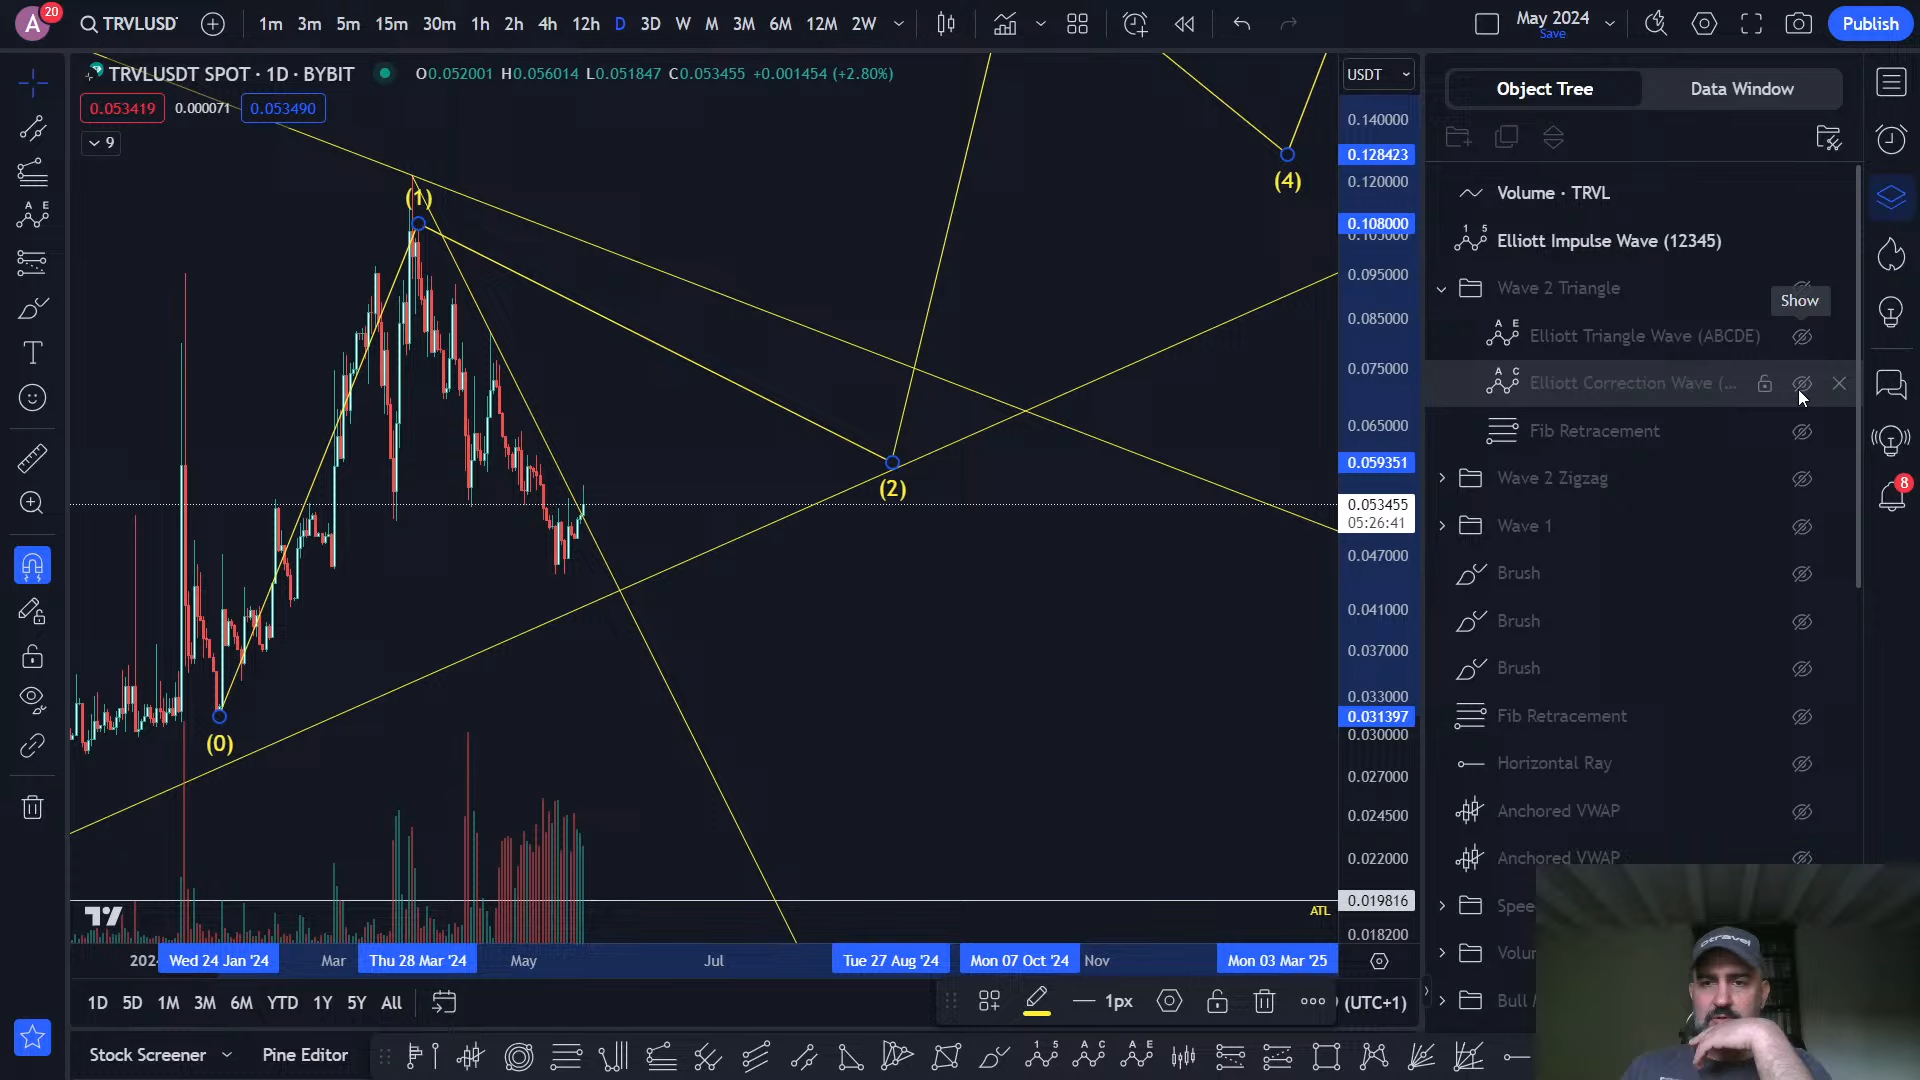 A
20
TRVLUSDT
1m 3m 5m 15m 30m 1h 2h 4h 12h D 3D W M 3M 6M 12M 2W
May 2024
Save
Publish
TRVLUSDT SPOT · 1D · BYBIT
O0.052001 H0.056014 L0.051847 C0.053455 +0.001454 (+2.80%)
0.053419 0.000071 0.053490
9
USDT
0.140000
0.128423
0.120000
0.108000
0.095000
0.085000
0.075000
0.065000
0.059351
0.053455
05:26:41
0.047000
0.041000
0.037000
0.033000
0.031397
0.030000
0.027000
0.024500
0.022000
0.019816
0.018200
(1)
(4)
(2)
(0)
ATL
Wed 24 Jan '24 Mar Thu 28 Mar '24 May Jul Tue 27 Aug '24 Mon 07 Oct '24 Nov Mon 03 Mar '25
1D 5D 1M 3M 6M YTD 1Y 5Y All
1px
(UTC+1)
Stock Screener Pine Editor
Object Tree Data Window
Volume · TRVL
Elliott Impulse Wave (12345)
Wave 2 Triangle
Show
Elliott Triangle Wave (ABCDE)
Elliott Correction Wave (...
Fib Retracement
Wave 2 Zigzag
Wave 1
Brush
Brush
Brush
Fib Retracement
Horizontal Ray
Anchored VWAP
Anchored VWAP
8